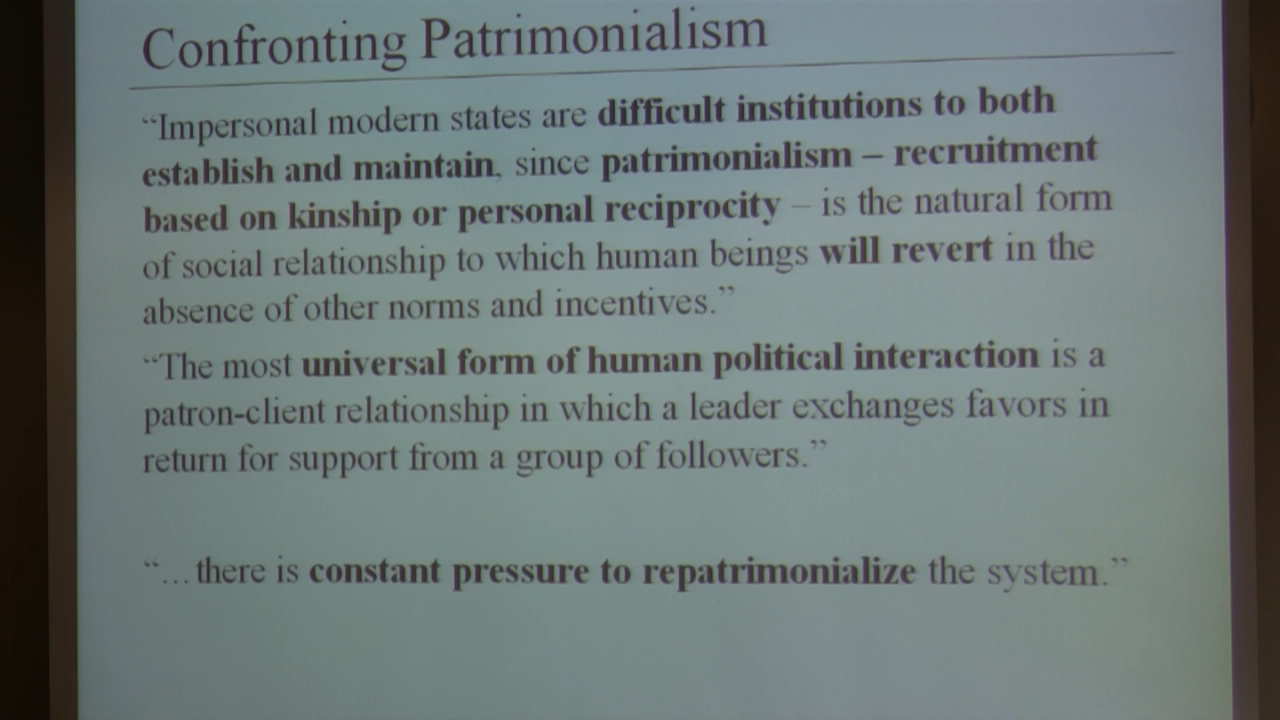 Confronting Patrimonialism
“Impersonal modern states are difficult institutions to both
establish and maintain, since patrimonialism – recruitment
based on kinship or personal reciprocity – is the natural form
of social relationship to which human beings will revert in the
absence of other norms and incentives.”
“The most universal form of human political interaction is a
patron-client relationship in which a leader exchanges favors in
return for support from a group of followers.”
“…there is constant pressure to repatrimonialize the system.”